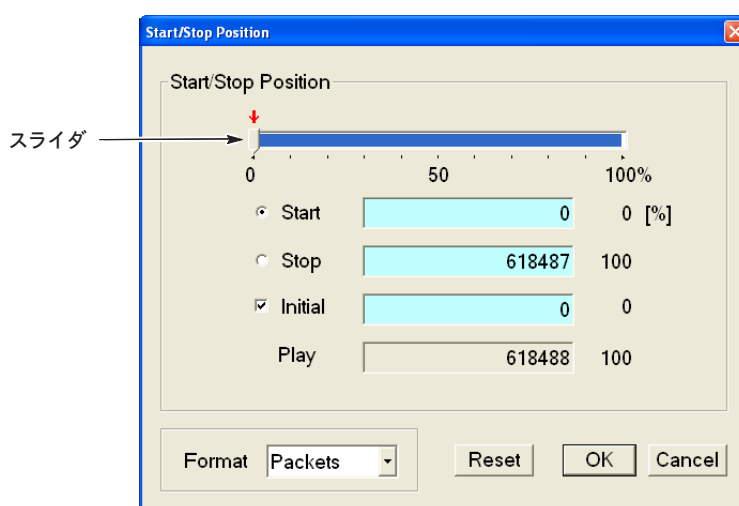 Start/Stop Position
Start/Stop Position
スライダ
0 50 100%
Start 0 0 [%]
Stop 618487 100
Initial 0 0
Play 618488 100
Format Packets Reset OK Cancel